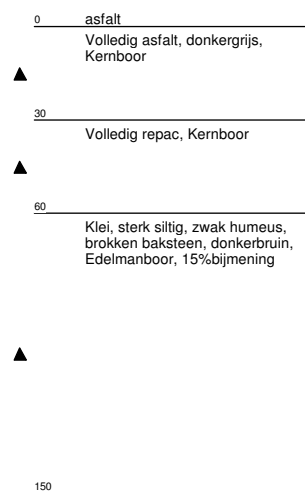 0 asfalt
Volledig asfalt, donkergrijs,
Kernboor
30
Volledig repac, Kernboor
60
Klei, sterk siltig, zwak humeus,
brokken baksteen, donkerbruin,
Edelmanboor, 15%bijmening
150